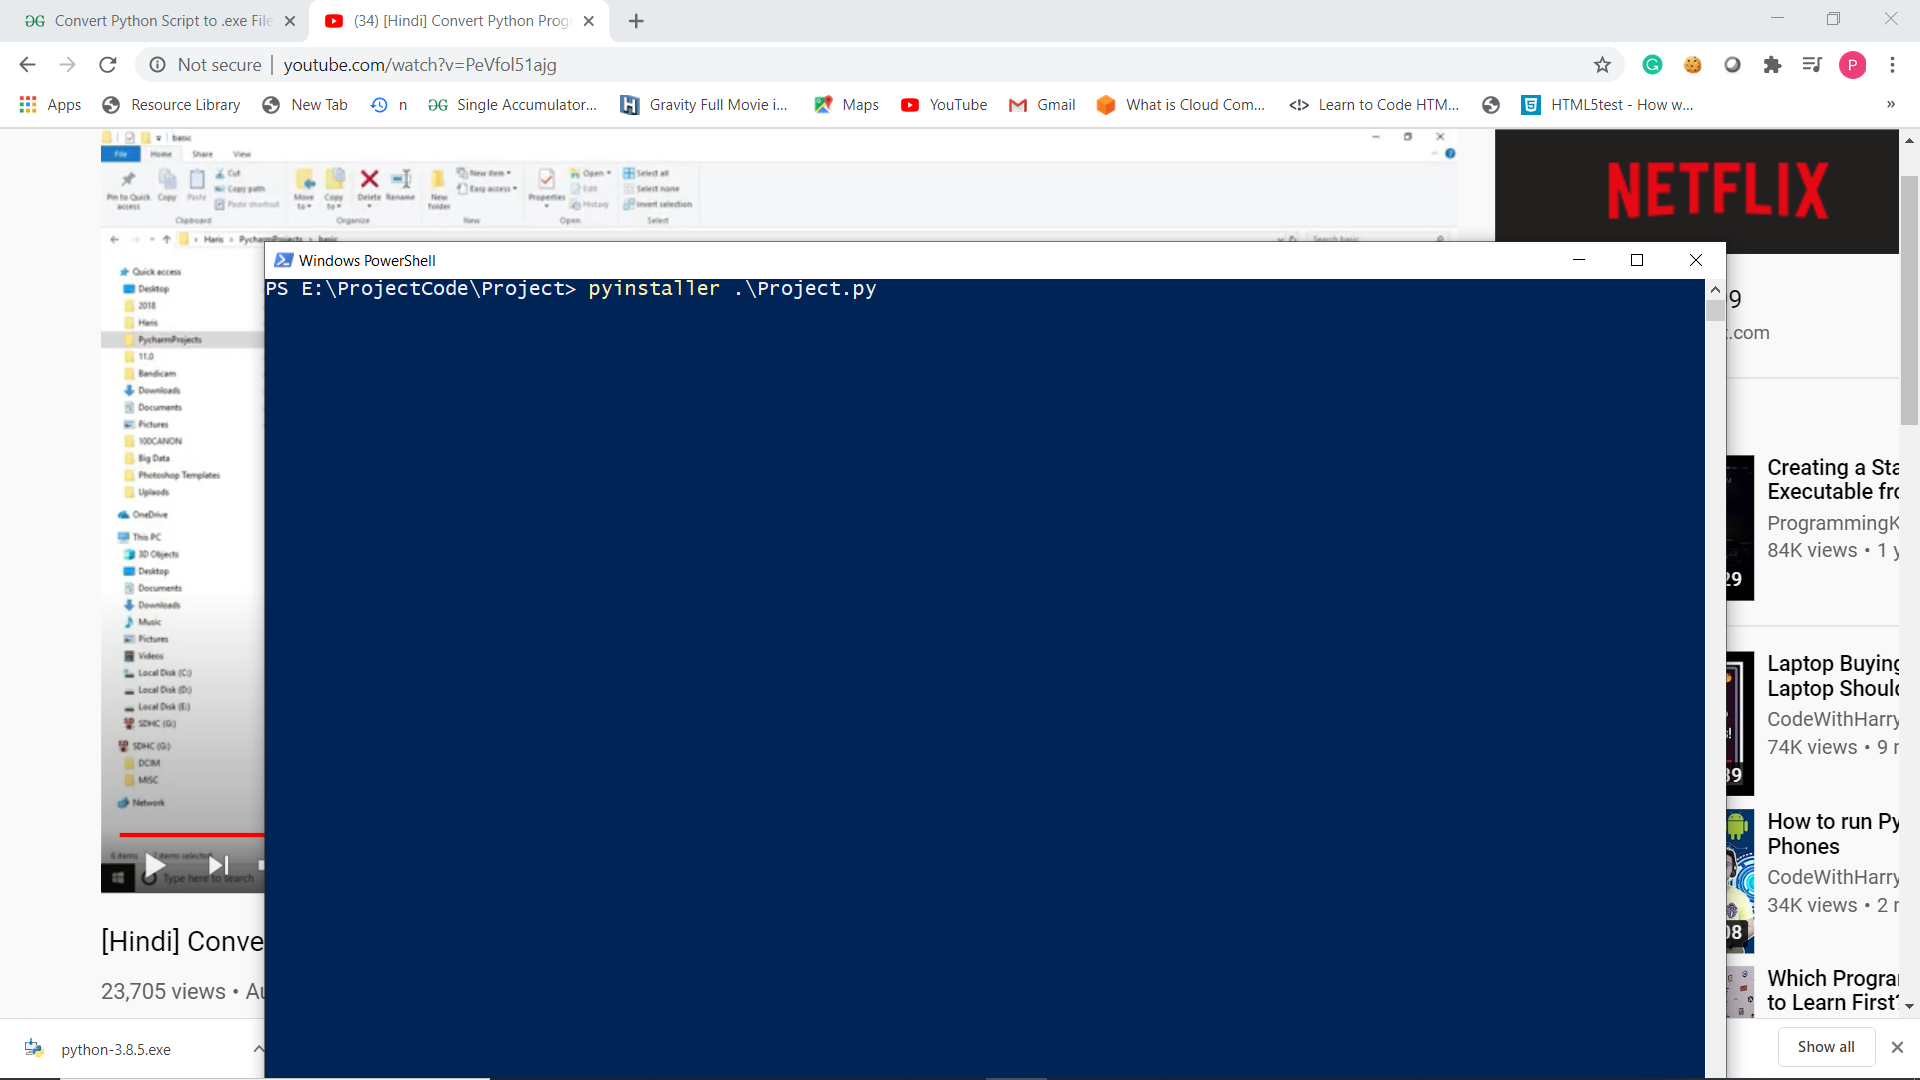 Convert Python Script to .exe File
(34) [Hindi] Convert Python Prog
Not secure | youtube.com/watch?v=PeVfol51ajg
P
Apps Resource Library New Tab n Single Accumulator... Gravity Full Movie i... Maps YouTube Gmail What is Cloud Com... Learn to Code HTM... HTML5test - How w... »
basic
File Home Share View
Pin to Quick access Copy Paste Cut Copy path Paste shortcut
Move to Copy to Delete Rename New folder New item Easy access
Properties Open Edit History Select all Select none Invert selection
Clipboard Organize New Open Select
Haris > PycharmProjects > basic
Search basic
NETFLIX
Windows PowerShell
PS E:\ProjectCode\Project> pyinstaller .\Project.py
Quick access
Desktop
2018
Haris
PycharmProjects
11.0
Bandicam
Downloads
Documents
Pictures
100CANON
Big Data
Photoshop Templates
Uplaods
OneDrive
This PC
3D Objects
Desktop
Documents
Downloads
Music
Pictures
Videos
Local Disk (C:)
Local Disk (D:)
Local Disk (E:)
SDHC (G:)
SDHC (G:)
DCIM
MISC
Network
6 items
Type here to search
[Hindi] Conve
23,705 views • Au
9
.com
Creating a Sta
Executable fro
ProgrammingK
84K views • 1 y
29
Laptop Buying
Laptop Should
CodeWithHarry
74K views • 9 m
39
How to run Py
Phones
CodeWithHarry
34K views • 2 m
08
Which Progra
to Learn First?
python-3.8.5.exe
Show all